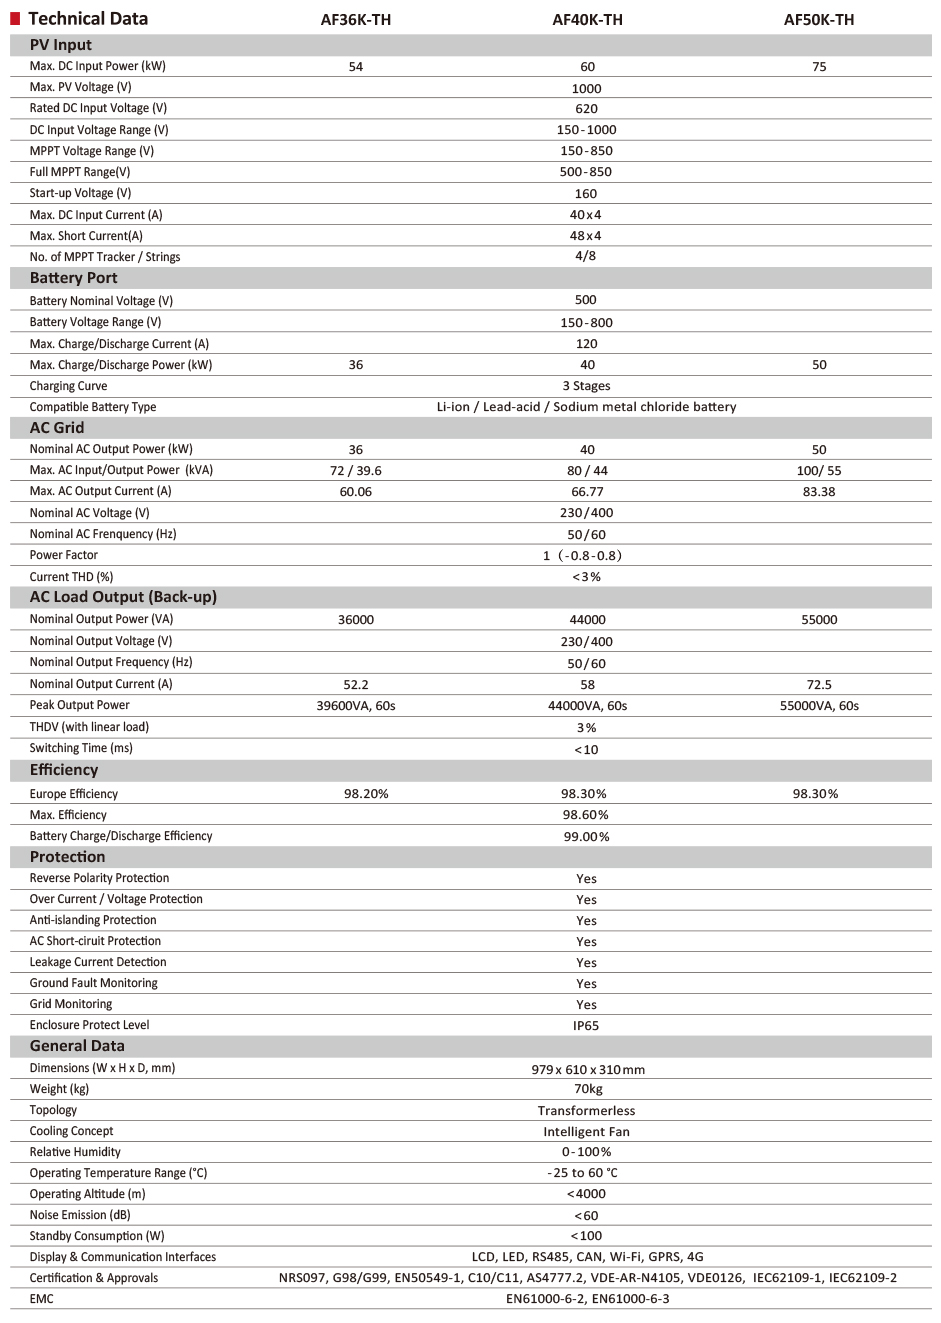 Technical Data AF36K-TH AF40K-TH AF50K-TH
PV Input
Max. DC Input Power (kW) 54 60 75
Max. PV Voltage (V) 1000
Rated DC Input Voltage (V) 620
DC Input Voltage Range (V) 150-1000
MPPT Voltage Range (V) 150-850
Full MPPT Range(V) 500-850
Start-up Voltage (V) 160
Max. DC Input Current (A) 40x4
Max. Short Current(A) 48x4
No. of MPPT Tracker / Strings 4/8
Battery Port
Battery Nominal Voltage (V) 500
Battery Voltage Range (V) 150-800
Max. Charge/Discharge Current (A) 120
Max. Charge/Discharge Power (kW) 36 40 50
Charging Curve 3 Stages
Compatible Battery Type Li-ion / Lead-acid / Sodium metal chloride battery
AC Grid
Nominal AC Output Power (kW) 36 40 50
Max. AC Input/Output Power (kVA) 72 / 39.6 80 / 44 100/ 55
Max. AC Output Current (A) 60.06 66.77 83.38
Nominal AC Voltage (V) 230/400
Nominal AC Frenquency (Hz) 50/60
Power Factor 1 (-0.8-0.8)
Current THD (%) <3%
AC Load Output (Back-up)
Nominal Output Power (VA) 36000 44000 55000
Nominal Output Voltage (V) 230/400
Nominal Output Frequency (Hz) 50/60
Nominal Output Current (A) 52.2 58 72.5
Peak Output Power 39600VA, 60s 44000VA, 60s 55000VA, 60s
THDV (with linear load) 3%
Switching Time (ms) <10
Efficiency
Europe Efficiency 98.20% 98.30% 98.30%
Max. Efficiency 98.60%
Battery Charge/Discharge Efficiency 99.00%
Protection
Reverse Polarity Protection Yes
Over Current / Voltage Protection Yes
Anti-islanding Protection Yes
AC Short-ciruit Protection Yes
Leakage Current Detection Yes
Ground Fault Monitoring Yes
Grid Monitoring Yes
Enclosure Protect Level IP65
General Data
Dimensions (W x H x D, mm) 979 x 610 x 310mm
Weight (kg) 70kg
Topology Transformerless
Cooling Concept Intelligent Fan
Relative Humidity 0-100%
Operating Temperature Range (°C) -25 to 60 °C
Operating Altitude (m) <4000
Noise Emission (dB) <60
Standby Consumption (W) <100
Display & Communication Interfaces LCD, LED, RS485, CAN, Wi-Fi, GPRS, 4G
Certification & Approvals NRS097, G98/G99, EN50549-1, C10/C11, AS4777.2, VDE-AR-N4105, VDE0126, IEC62109-1, IEC62109-2
EMC EN61000-6-2, EN61000-6-3